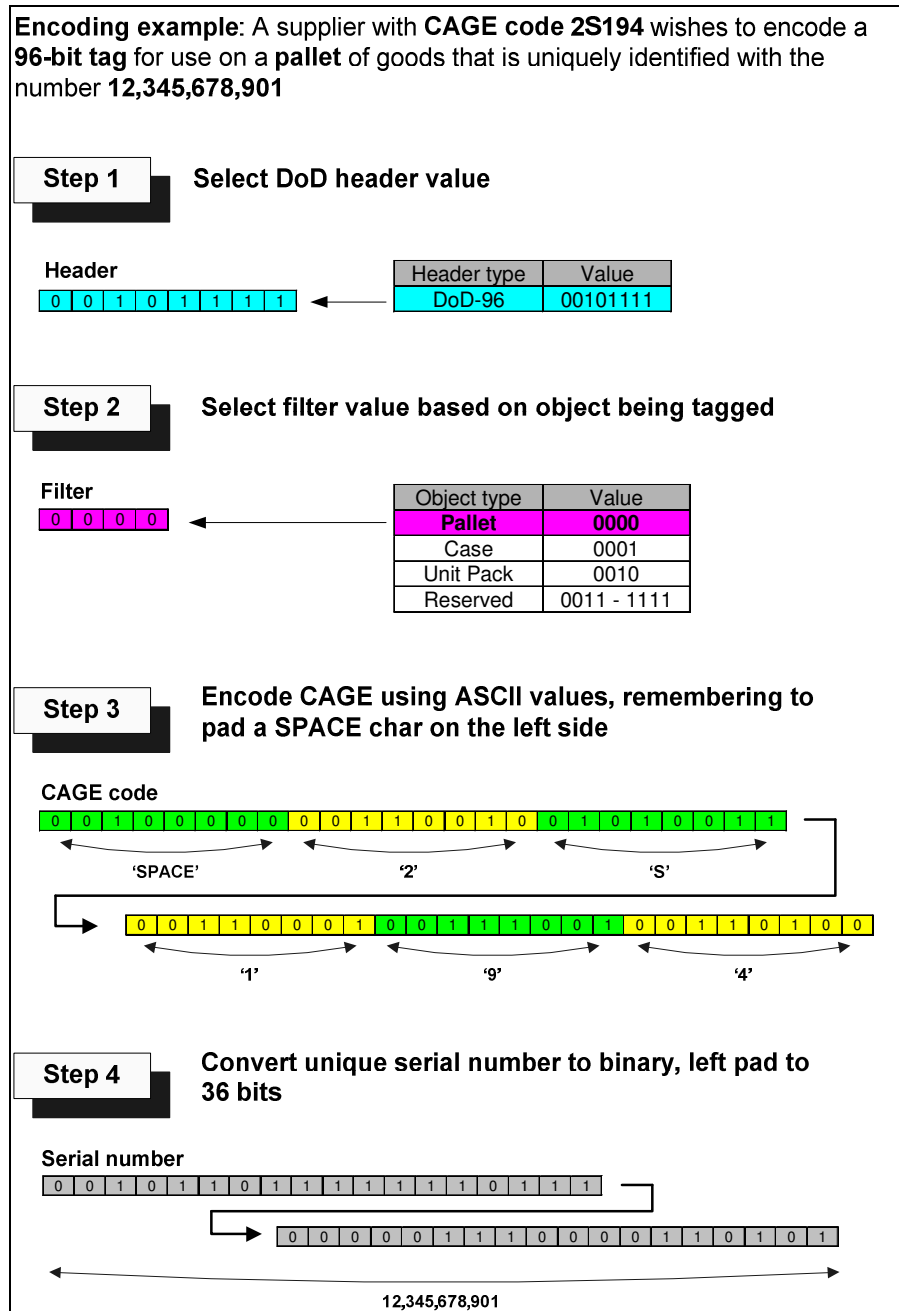 Encoding example: A supplier with CAGE code 2S194 wishes to encode a
96-bit tag for use on a pallet of goods that is uniquely identified with the
number 12,345,678,901
Step 1
Select DoD header value
Header
0 0 1 0 1 1 1 1
Header type Value
DoD-96 00101111
Step 2
Select filter value based on object being tagged
Filter
0 0 0 0
Object type Value
Pallet 0000
Case 0001
Unit Pack 0010
Reserved 0011 - 1111
Step 3
Encode CAGE using ASCII values, remembering to
pad a SPACE char on the left side
CAGE code
0 0 1 0 0 0 0 0 0 0 1 1 0 0 1 0 0 1 0 1 0 0 1 1
‘SPACE’ ‘2’ ‘S’
0 0 1 1 0 0 0 1 0 0 1 1 1 0 0 1 0 0 1 1 0 1 0 0
‘1’ ‘9’ ‘4’
Step 4
Convert unique serial number to binary, left pad to
36 bits
Serial number
0 0 1 0 1 1 0 1 1 1 1 1 1 1 0 1 1 1
0 0 0 0 0 1 1 1 0 0 0 0 1 1 0 1 0 1
12,345,678,901